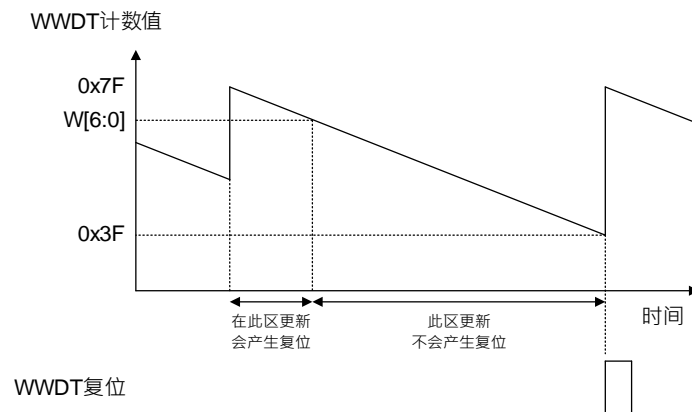 WWDT计数值
0x7F
W[6:0]
0x3F
在此区更新
会产生复位
此区更新
不会产生复位
时间
WWDT复位